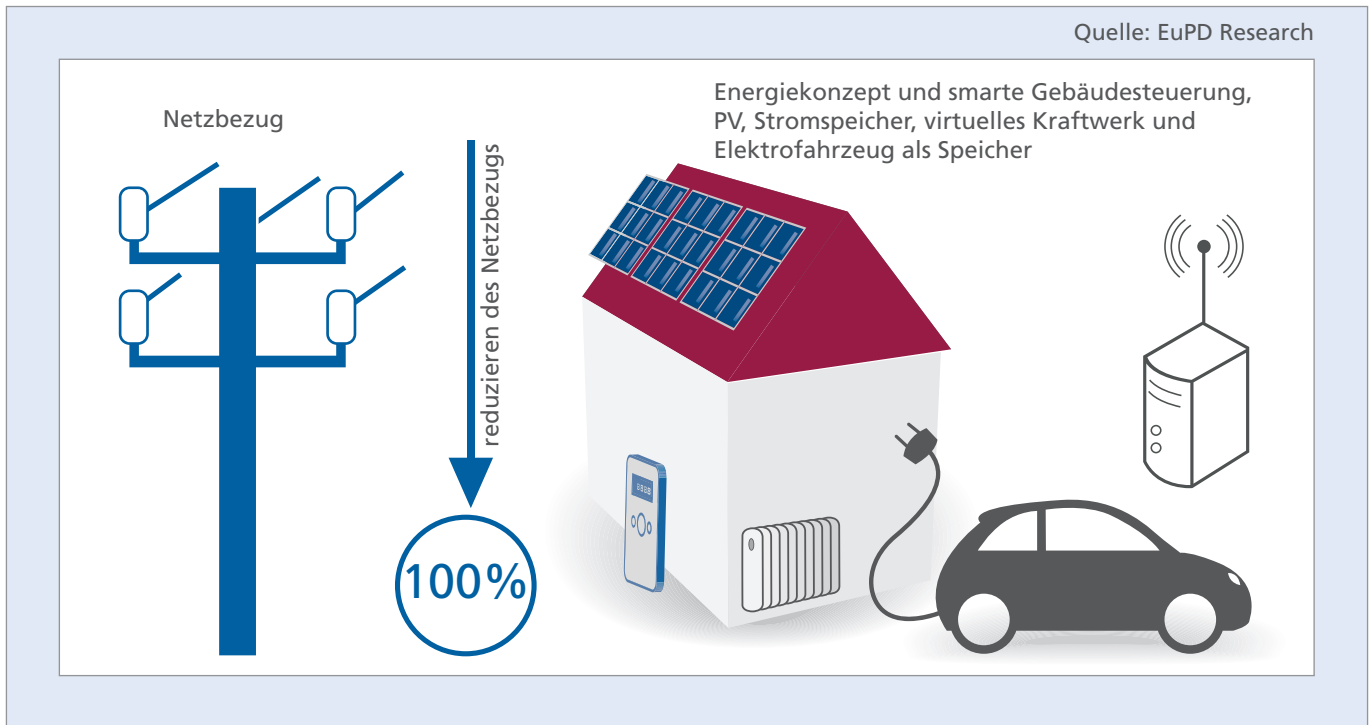 Quelle: EuPD Research
Netzbezug
reduzieren des Netzbezugs
100%
Energiekonzept und smarte Gebäudesteuerung,
PV, Stromspeicher, virtuelles Kraftwerk und
Elektrofahrzeug als Speicher